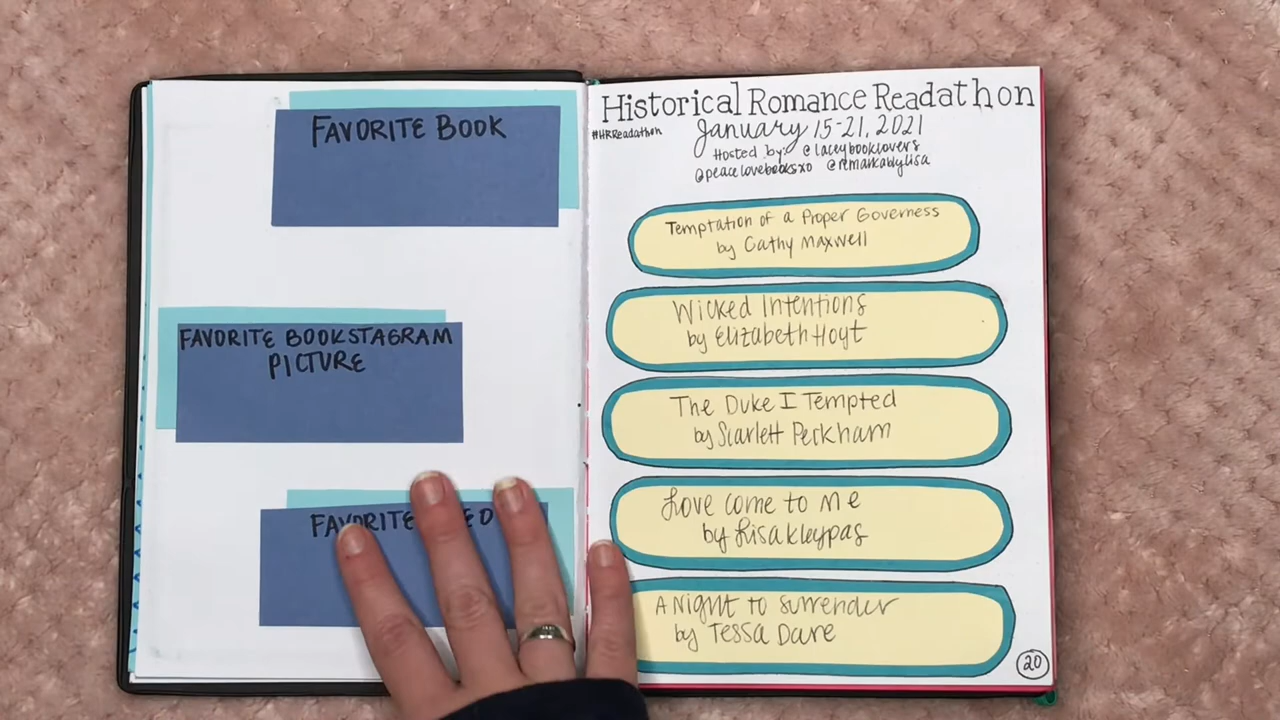 FAVORITE BOOK
FAVORITE BOOKSTAGRAM
PICTURE
FAVORITE
Historical Romance Readathon
#HRReadathon
January 15-21, 2021
Hosted by: @laceybooklovers
@peacelovebooksxo @remarkablylisa
Temptation of a Proper Governess
by Cathy Maxwell
Wicked Intentions
by Elizabeth Hoyt
The Duke I Tempted
by Scarlett Peckham
Love come to me
by Lisa Kleypas
A Night to Surrender
by Tessa Dare
20